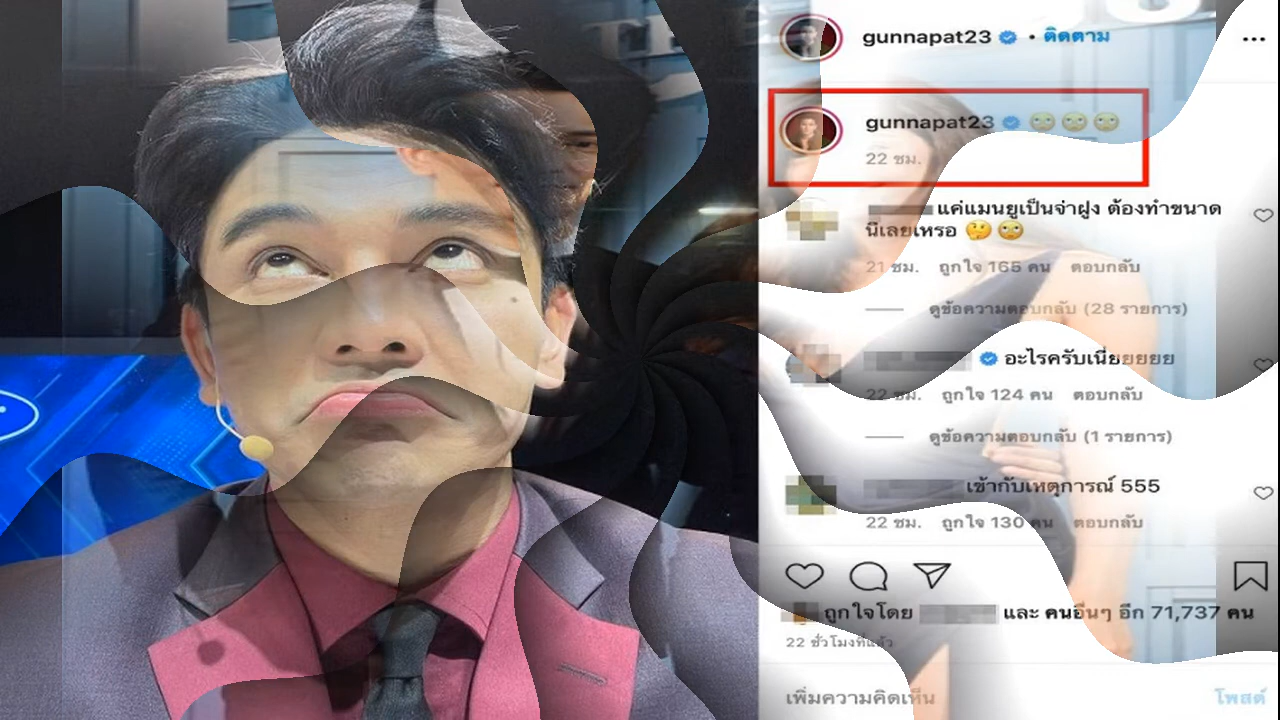 gunnapat23 • ติดตาม
gunnapat23 🙄🙄🙄
22 ชม.
แค่แมนยูเป็นจ่าฝูง ต้องทำขนาด
นี้เลยเหรอ 🤔🙄
21 ชม. ถูกใจ 165 คน ตอบกลับ
ดูข้อความตอบกลับ (28 รายการ)
อะไรครับเนี่ยยยยย
22 ชม. ถูกใจ 124 คน ตอบกลับ
ดูข้อความตอบกลับ (1 รายการ)
เข้ากับเหตุการณ์ 555
22 ชม. ถูกใจ 130 คน ตอบกลับ
ถูกใจโดย และ คนอื่นๆ อีก 71,737 คน
22 ชั่วโมงที่แล้ว
เพิ่มความคิดเห็น โพสต์